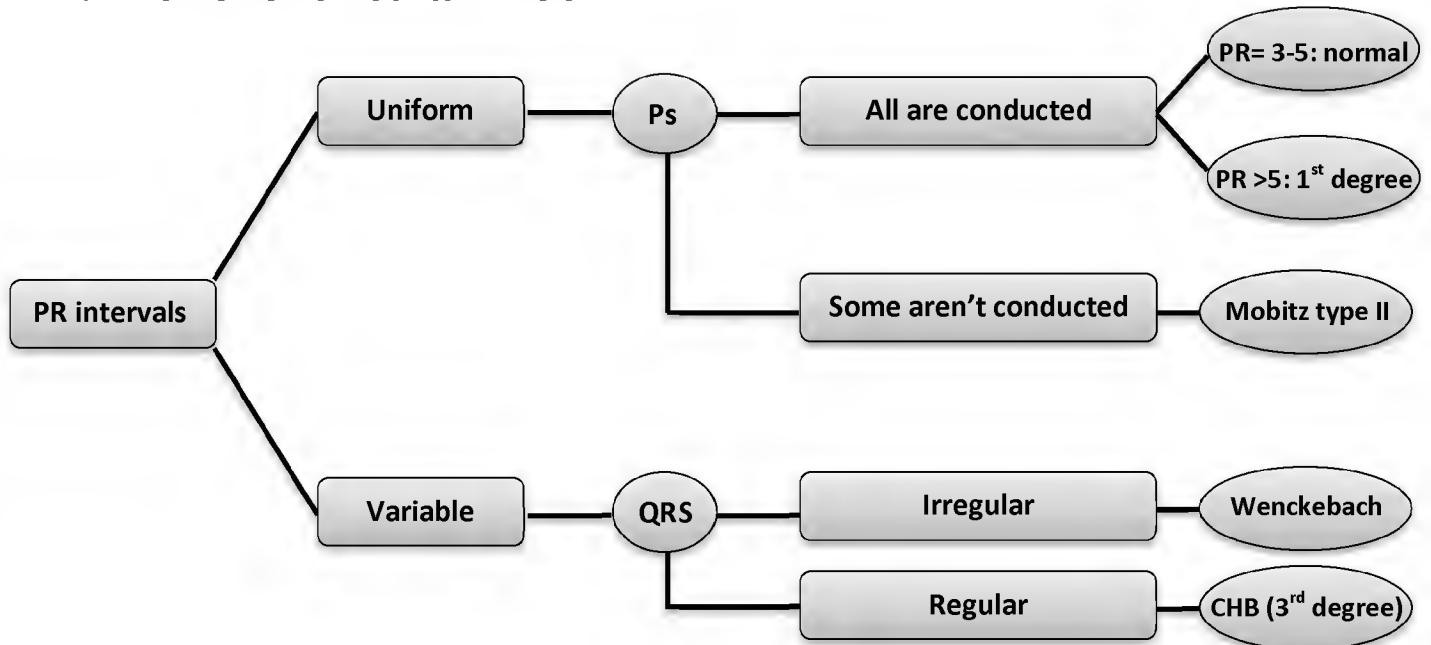 PR intervals
Uniform
Ps
All are conducted
PR= 3-5: normal
PR >5: 1st degree
Some aren't conducted
Mobitz type II
Variable
QRS
Irregular
Wenckebach
Regular
CHB (3rd degree)